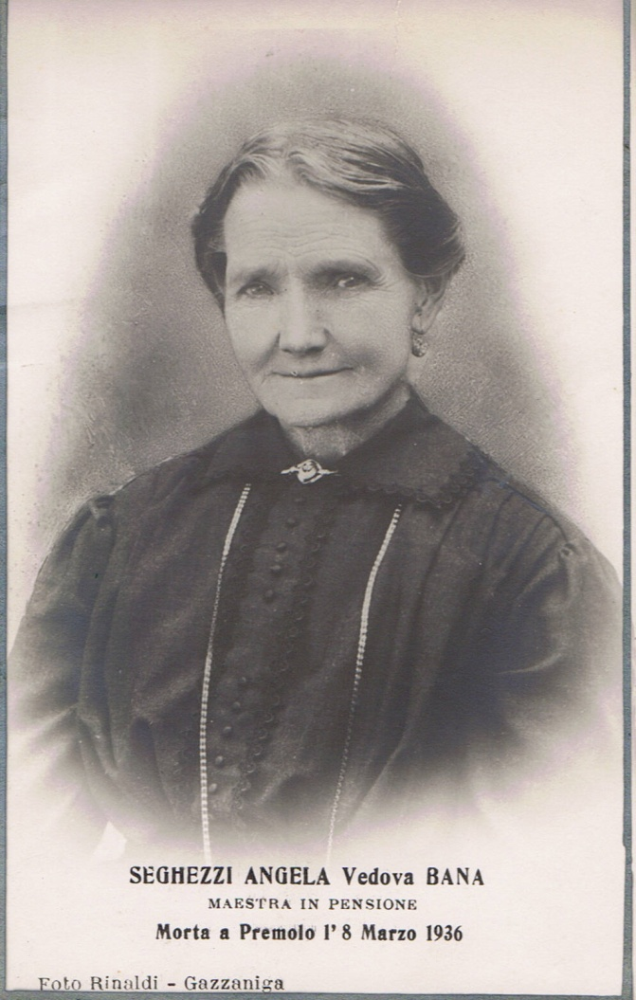 SEGHEZZI ANGELA Vedova BANA
MAESTRA IN PENSIONE
Morta a Premolo l' 8 Marzo 1936
Foto Rinaldi - Gazzaniga